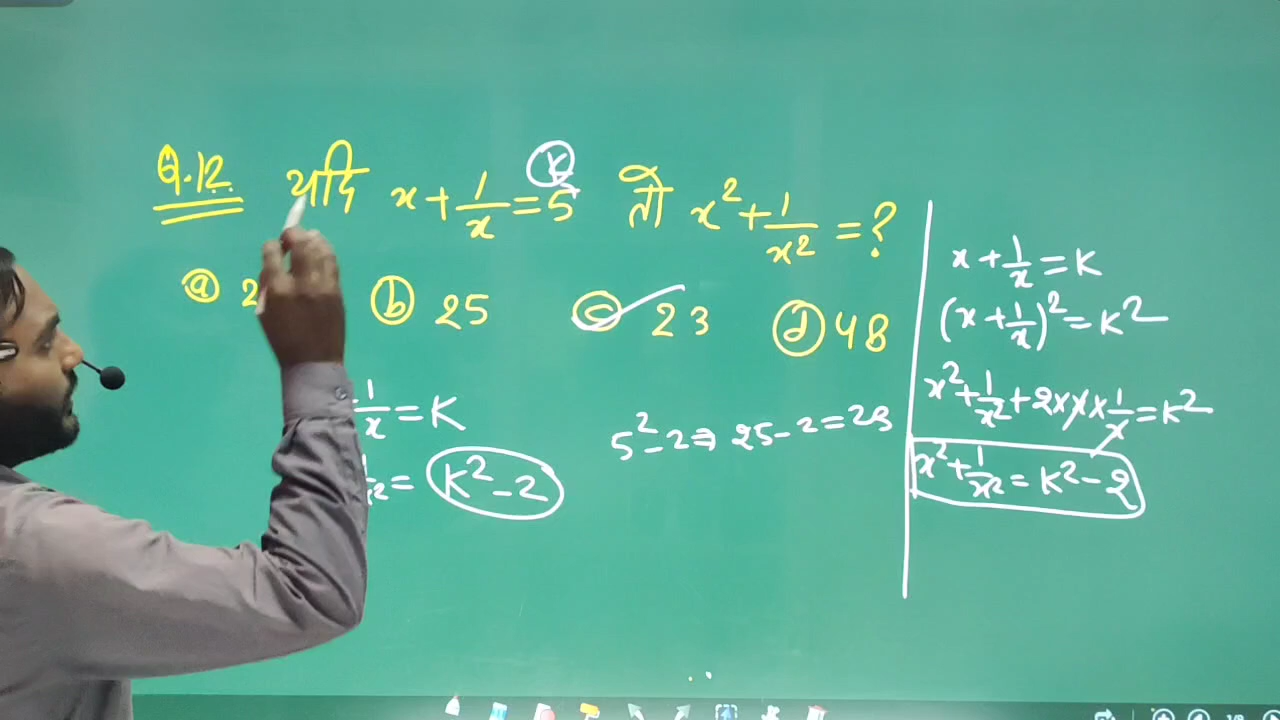 Q.12. यदि x + 1/x = 5 तो x² + 1/x² = ?
K
ⓐ 2 ⓑ 25 ⓒ 23 ⓓ 48
1/x = K
= K² - 2
5² - 2 ⇒ 25 - 2 = 23
x + 1/x = K
(x + 1/x)² = K²
x² + 1/x² + 2 × x × 1/x = K²
x² + 1/x² = K² - 2